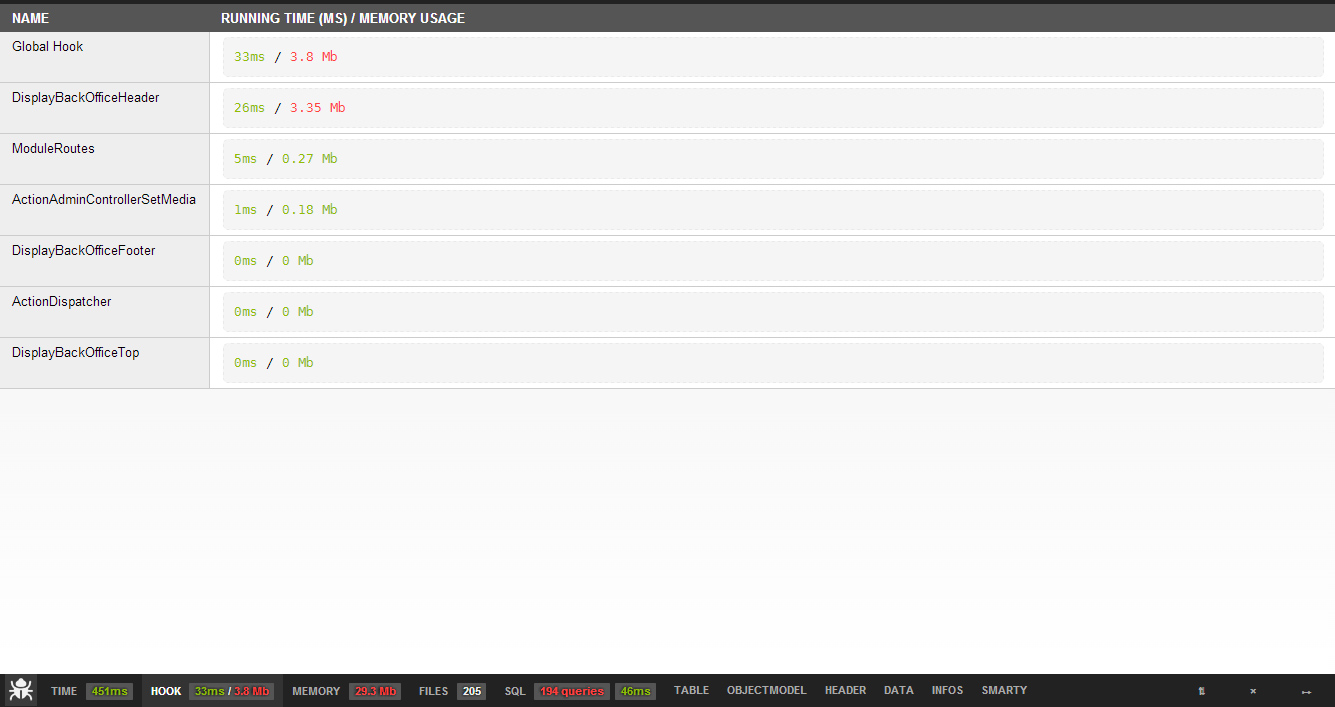 NAME RUNNING TIME (MS) / MEMORY USAGE
Global Hook 33ms / 3.8 Mb
DisplayBackOfficeHeader 26ms / 3.35 Mb
ModuleRoutes 5ms / 0.27 Mb
ActionAdminControllerSetMedia 1ms / 0.18 Mb
DisplayBackOfficeFooter 0ms / 0 Mb
ActionDispatcher 0ms / 0 Mb
DisplayBackOfficeTop 0ms / 0 Mb
TIME 451ms HOOK 33ms / 3.8 Mb MEMORY 29.3 Mb FILES 205 SQL 194 queries 46ms TABLE OBJECTMODEL HEADER DATA INFOS SMARTY